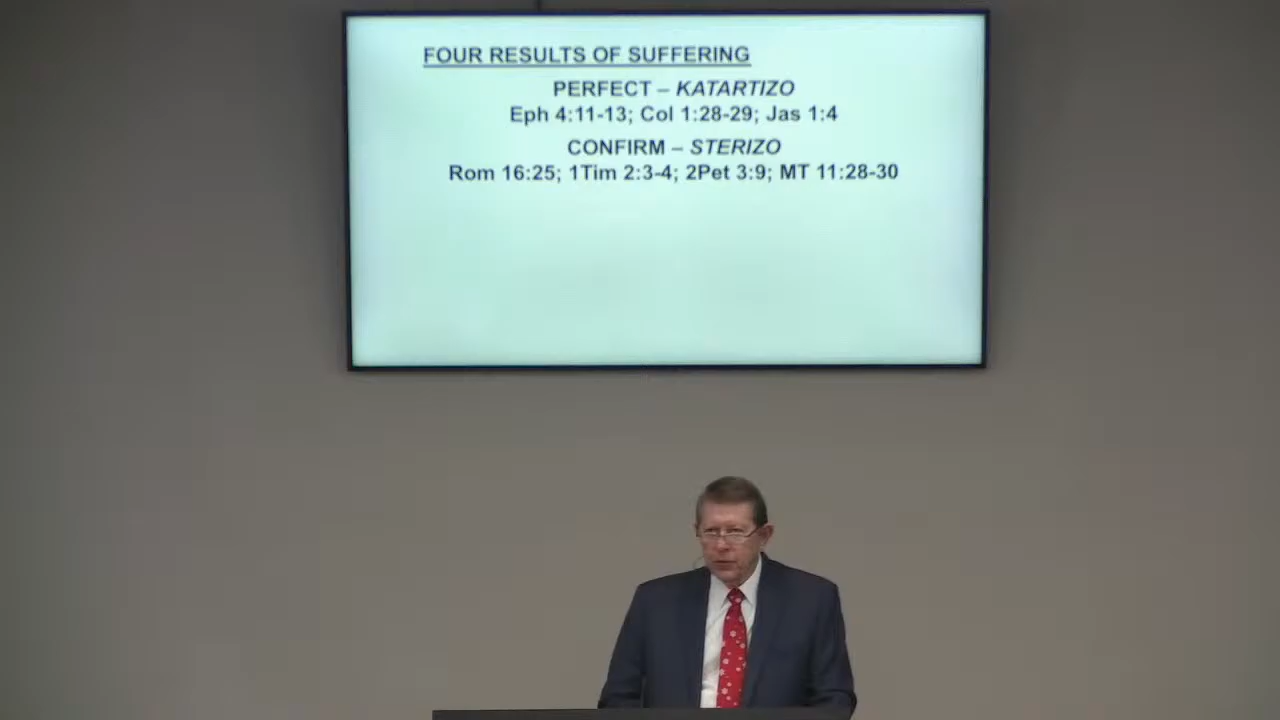 FOUR RESULTS OF SUFFERING
PERFECT – KATARTIZO
Eph 4:11-13; Col 1:28-29; Jas 1:4
CONFIRM – STERIZO
Rom 16:25; 1Tim 2:3-4; 2Pet 3:9; MT 11:28-30